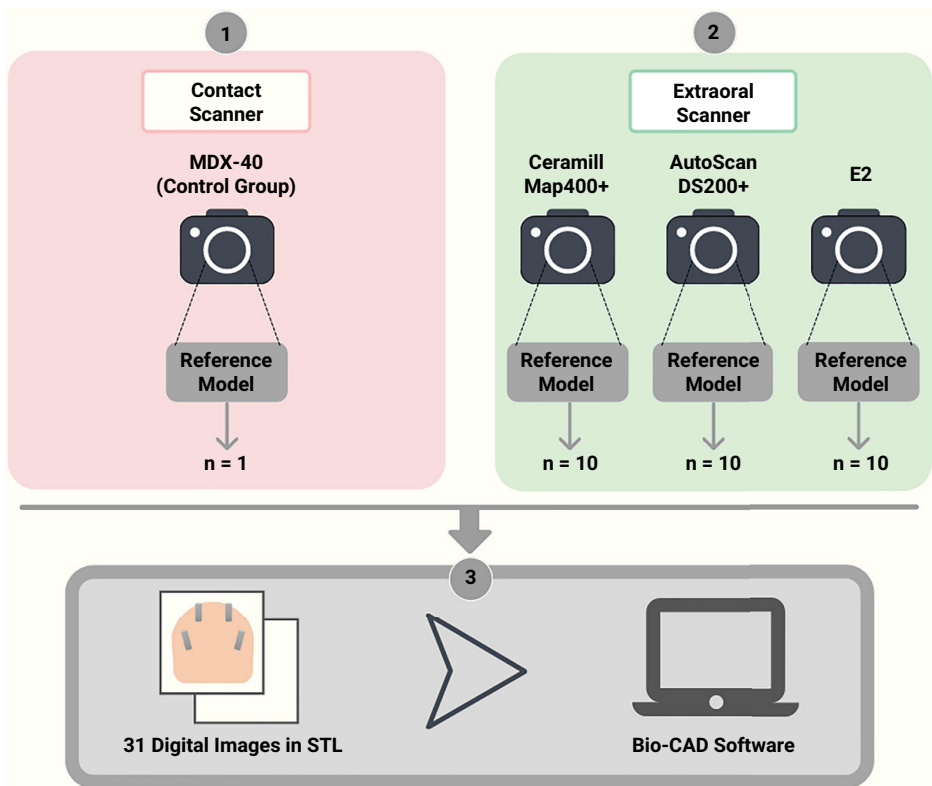 1
Contact
Scanner
MDX-40
(Control Group)
Reference
Model
n = 1
2
Extraoral
Scanner
Ceramill
Map400+
AutoScan
DS200+
E2
Reference
Model
Reference
Model
Reference
Model
n = 10
n = 10
n = 10
3
31 Digital Images in STL
Bio-CAD Software